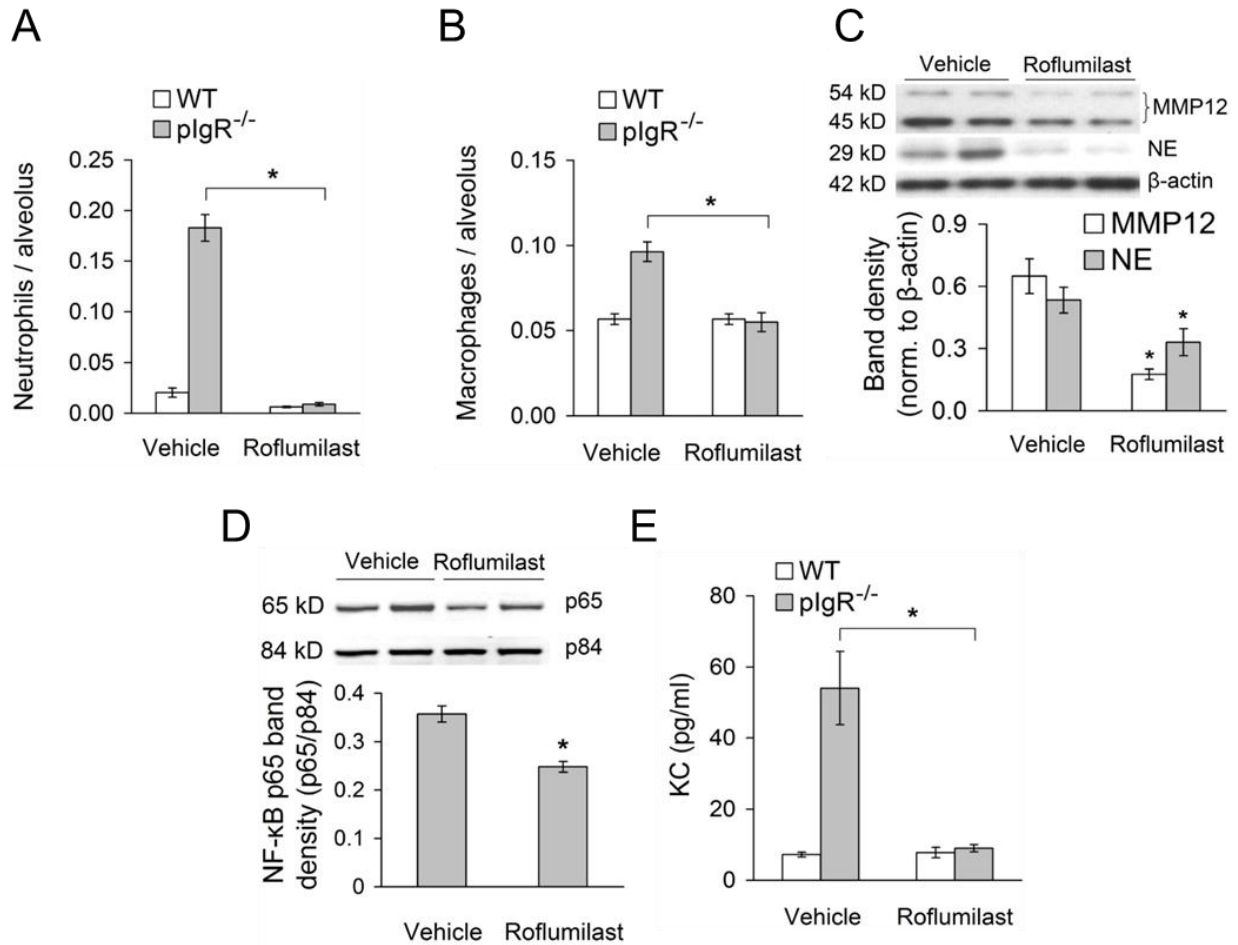 A
WT
pIgR-/-
Neutrophils / alveolus
0.25
0.20
0.15
0.10
0.05
0.00
*
Vehicle
Roflumilast
B
WT
pIgR-/-
Macrophages / alveolus
0.15
0.10
0.05
0.00
*
Vehicle
Roflumilast
C
Vehicle
Roflumilast
54 kD
45 kD
MMP12
29 kD
NE
42 kD
β-actin
Band density
(norm. to β-actin)
0.9
0.6
0.3
0.0
MMP12
NE
*
*
Vehicle
Roflumilast
D
Vehicle
Roflumilast
65 kD
p65
84 kD
p84
NF-κB p65 band
density (p65/p84)
0.4
0.3
0.2
0.1
0
*
Vehicle
Roflumilast
E
WT
pIgR-/-
KC (pg/ml)
80
60
40
20
0
*
Vehicle
Roflumilast